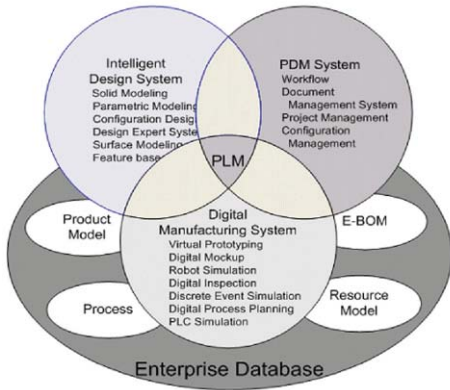 Intelligent
Design System
Solid Modeling
Parametric Modeling
Configuration Desig
Design Expert Syste
Surface Modeling
Feature base
PDM System
Workflow
Document
Management System
Project Management
Configuration
Management
PLM
Product
Model
Digital
Manufacturing System
Virtual Prototyping
Digital Mockup
Robot Simulation
Digital Inspection
Discrete Event Simulation
Digital Process Planning
PLC Simulation
E-BOM
Process
Resource
Model
Enterprise Database